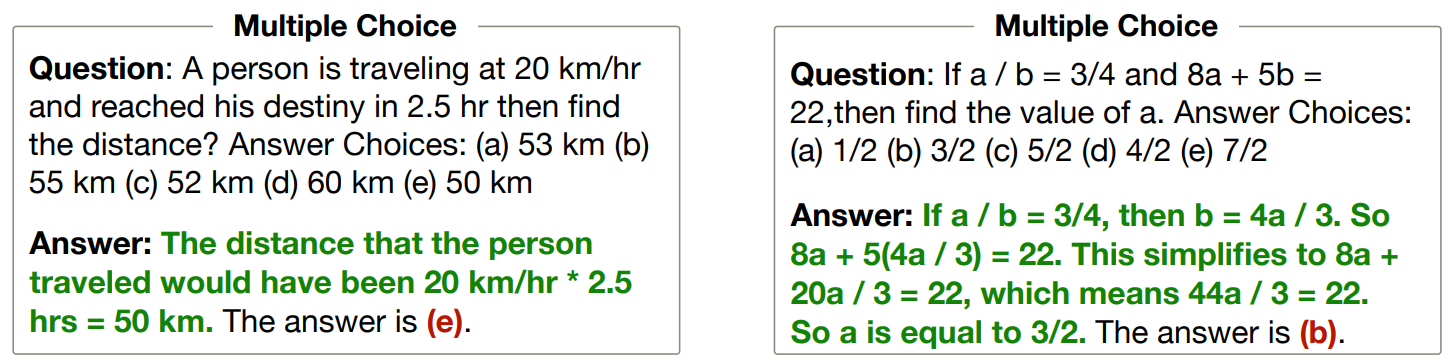 Multiple Choice
Question: A person is traveling at 20 km/hr
and reached his destiny in 2.5 hr then find
the distance? Answer Choices: (a) 53 km (b)
55 km (c) 52 km (d) 60 km (e) 50 km
Answer: The distance that the person
traveled would have been 20 km/hr * 2.5
hrs = 50 km. The answer is (e).
Multiple Choice
Question: If a / b = 3/4 and 8a + 5b =
22,then find the value of a. Answer Choices:
(a) 1/2 (b) 3/2 (c) 5/2 (d) 4/2 (e) 7/2
Answer: If a / b = 3/4, then b = 4a / 3. So
8a + 5(4a / 3) = 22. This simplifies to 8a +
20a / 3 = 22, which means 44a / 3 = 22.
So a is equal to 3/2. The answer is (b).